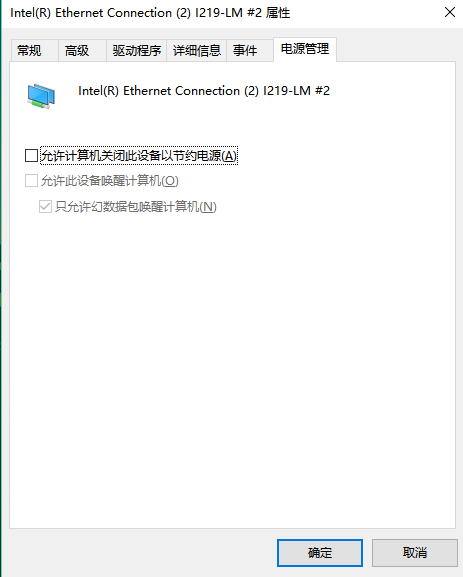 Intel(R) Ethernet Connection (2) I219-LM #2 属性
常规 高级 驱动程序 详细信息 事件 电源管理
Intel(R) Ethernet Connection (2) I219-LM #2
允许计算机关闭此设备以节约电源(A)
允许此设备唤醒计算机(O)
只允许幻数据包唤醒计算机(N)
确定 取消